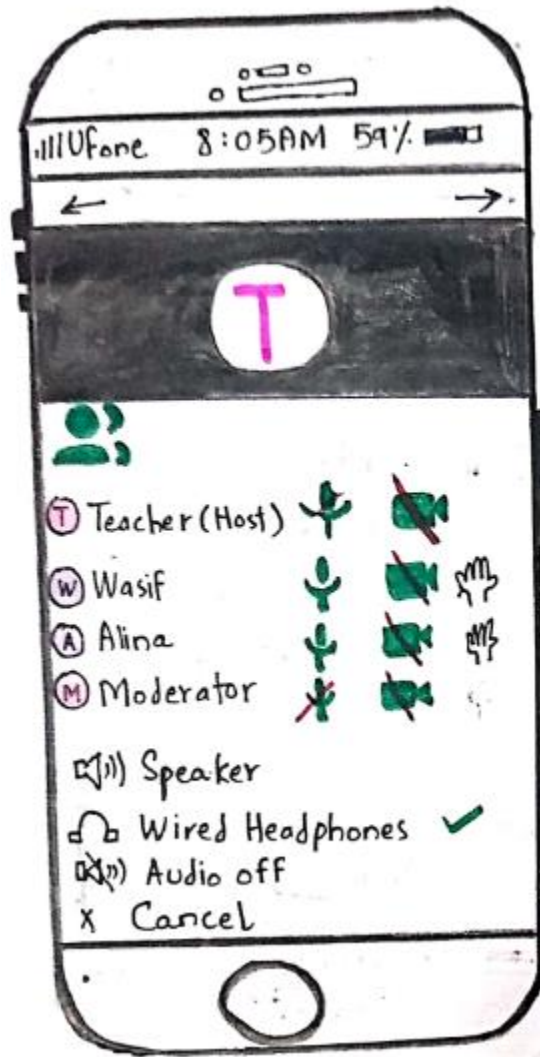 Ufone 8:05AM 59%
T
T Teacher (Host)
W Wasif
A Alina
M Moderator
Speaker
Wired Headphones
Audio off
x Cancel